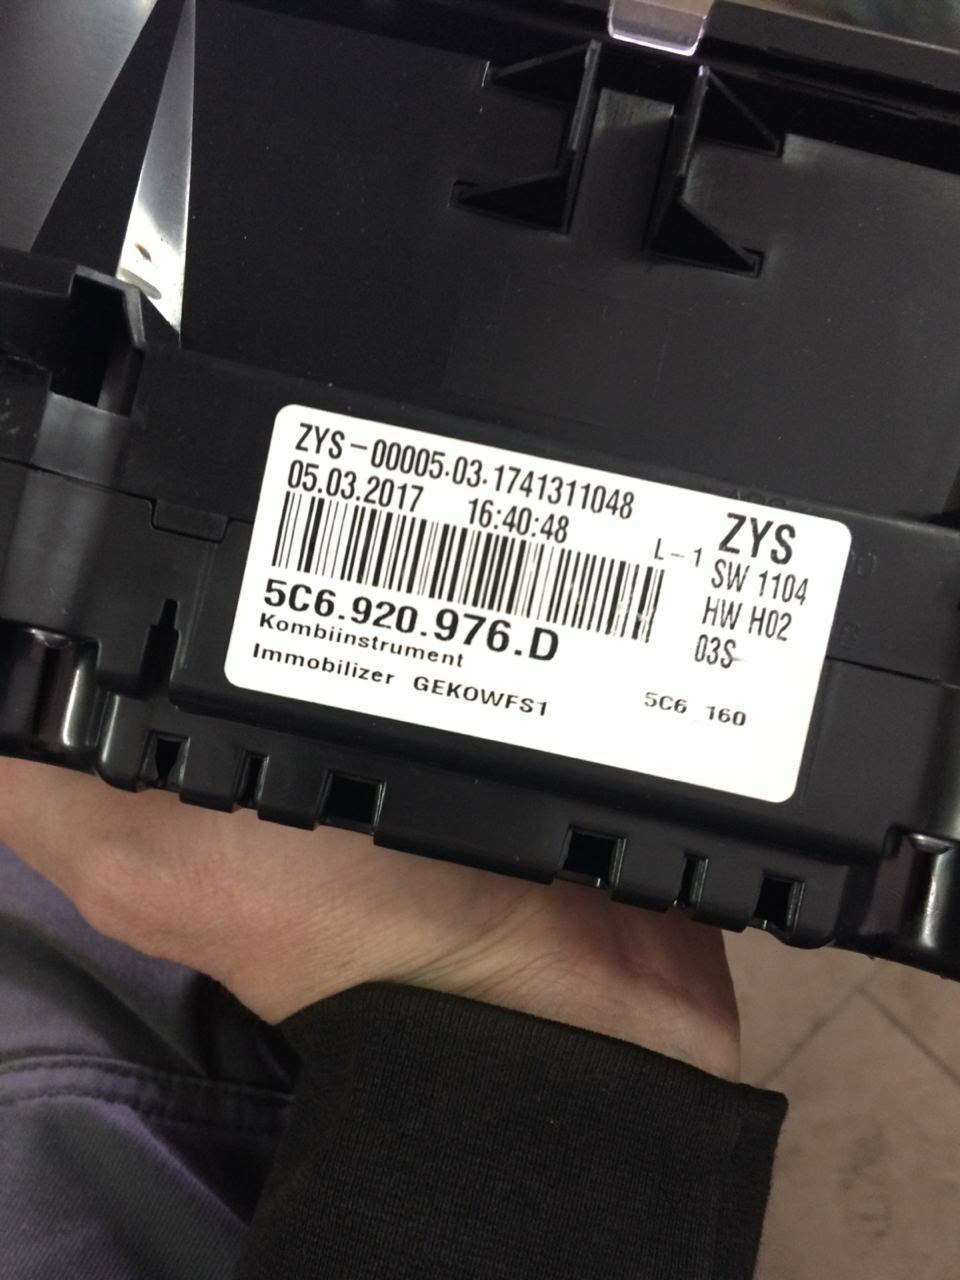 ZYS-00005.03.1741311048
05.03.2017 16:40:48
L-1
ZYS
SW 1104
HW H02
03S
5C6.920.976.D
Kombiinstrument
Immobilizer GEKOWFS1
5C6 160